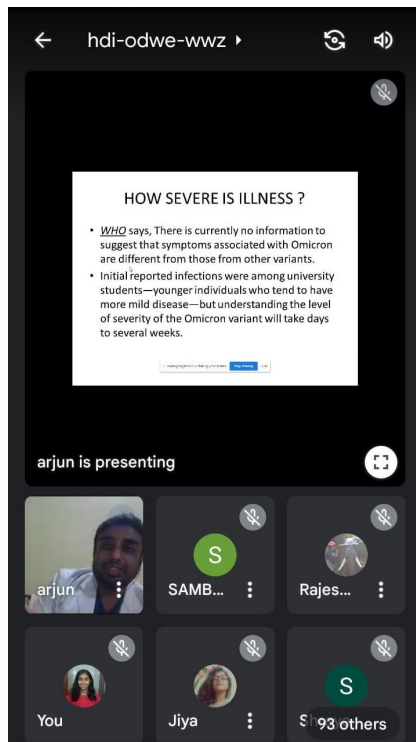 hdi-odwe-wwz
HOW SEVERE IS ILLNESS ?
• WHO says, There is currently no information to
suggest that symptoms associated with Omicron
are different from those from other variants.
• Initial reported infections were among university
students—younger individuals who tend to have
more mild disease—but understanding the level
of severity of the Omicron variant will take days
to several weeks.
Stop sharing
arjun is presenting
S
arjun
SAMB...
Rajes...
S
You
Jiya
93 others